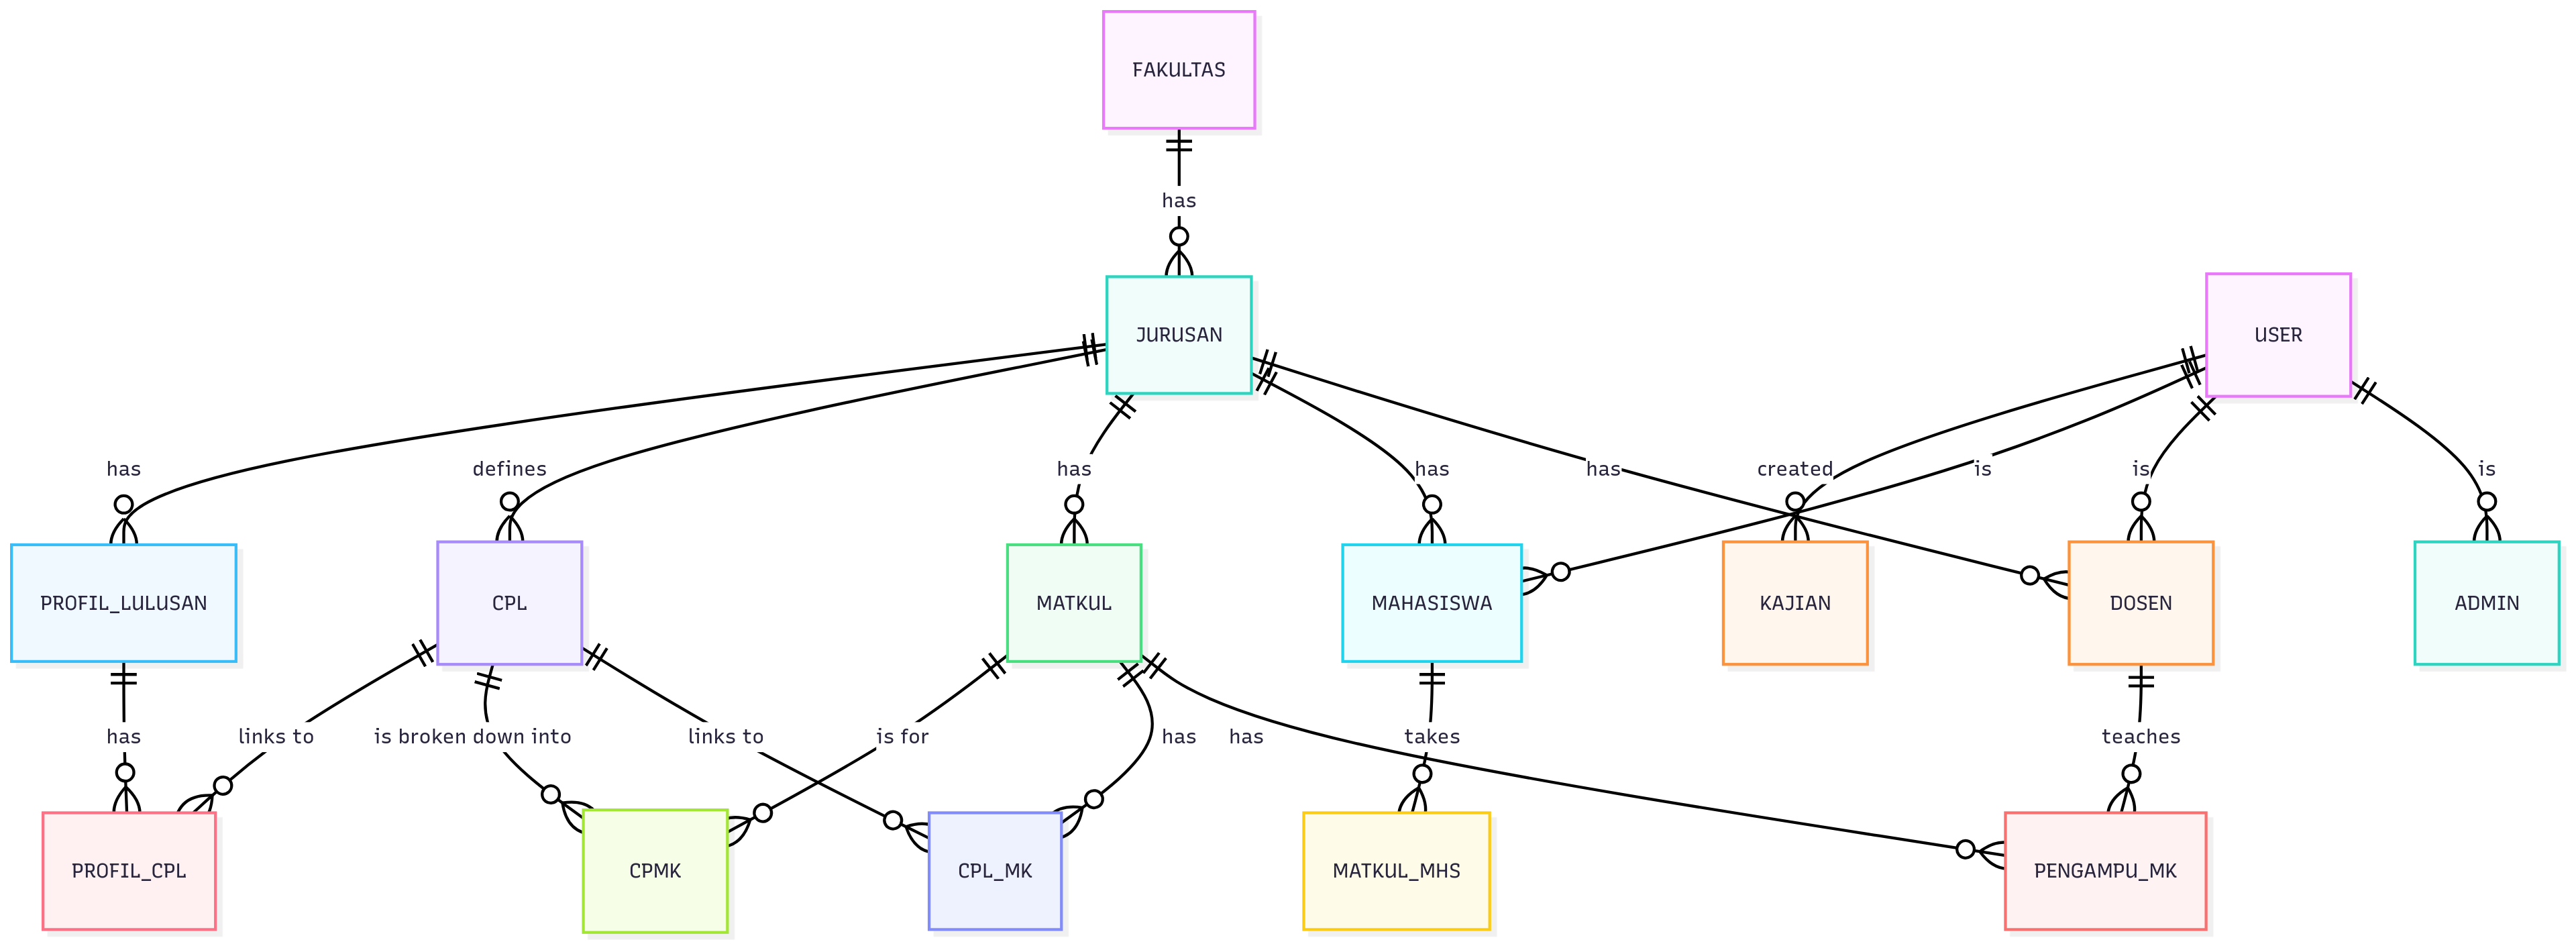 FAKULTAS
has
JURUSAN
USER
has
defines
has
has
has
created
is
is
is
PROFIL_LULUSAN
CPL
MATKUL
MAHASISWA
KAJIAN
DOSEN
ADMIN
has
links to
is broken down into
links to
is for
has
has
takes
teaches
PROFIL_CPL
CPMK
CPL_MK
MATKUL_MHS
PENGAMPU_MK